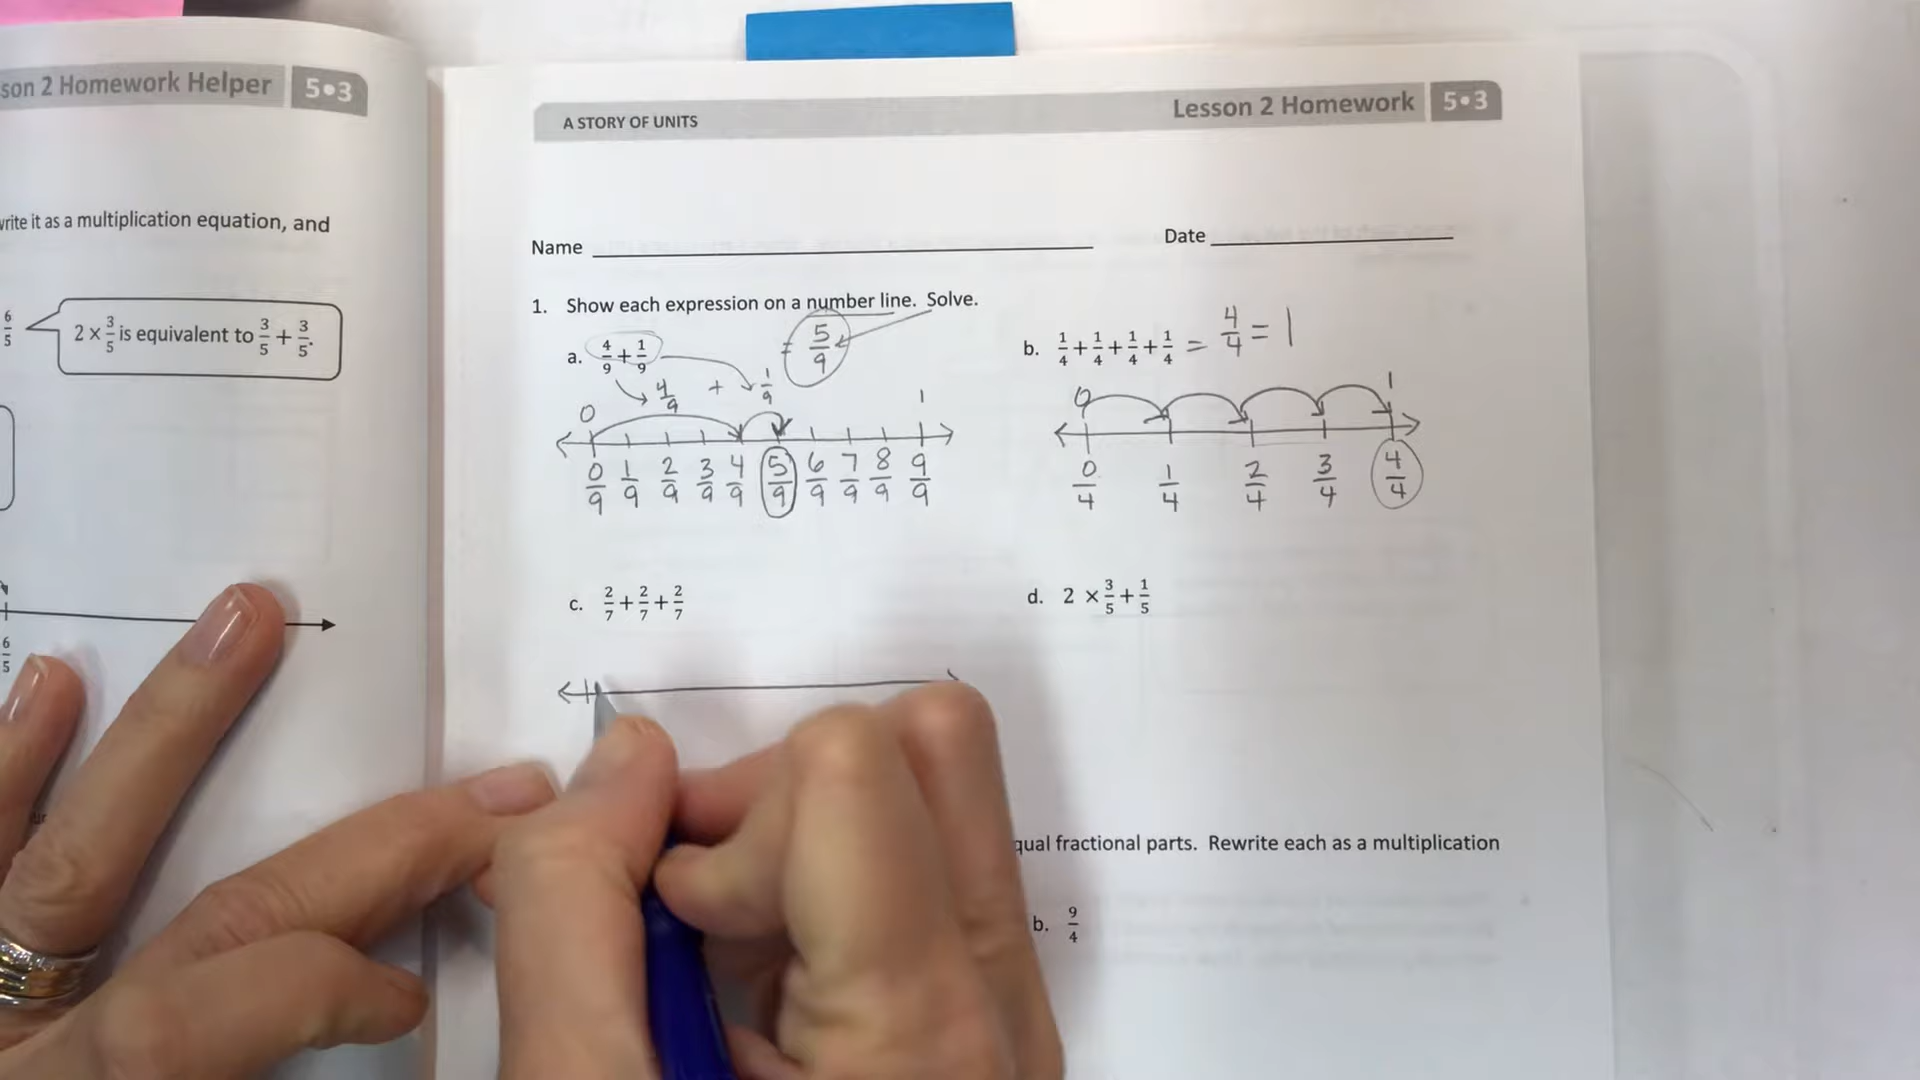 son 2 Homework Helper 5•3
write it as a multiplication equation, and
6/5
2 × 3/5 is equivalent to 3/5 + 3/5.
6/5
A STORY OF UNITS Lesson 2 Homework 5•3
Name Date
1. Show each expression on a number line. Solve.
a. 4/9 + 1/9 = 5/9
4/9 + 1/9
0 1
0/9 1/9 2/9 3/9 4/9 5/9 6/9 7/9 8/9 9/9
b. 1/4 + 1/4 + 1/4 + 1/4 = 4/4 = 1
0 1
0/4 1/4 2/4 3/4 4/4
c. 2/7 + 2/7 + 2/7
d. 2 × 3/5 + 1/5
qual fractional parts. Rewrite each as a multiplication
b. 9/4